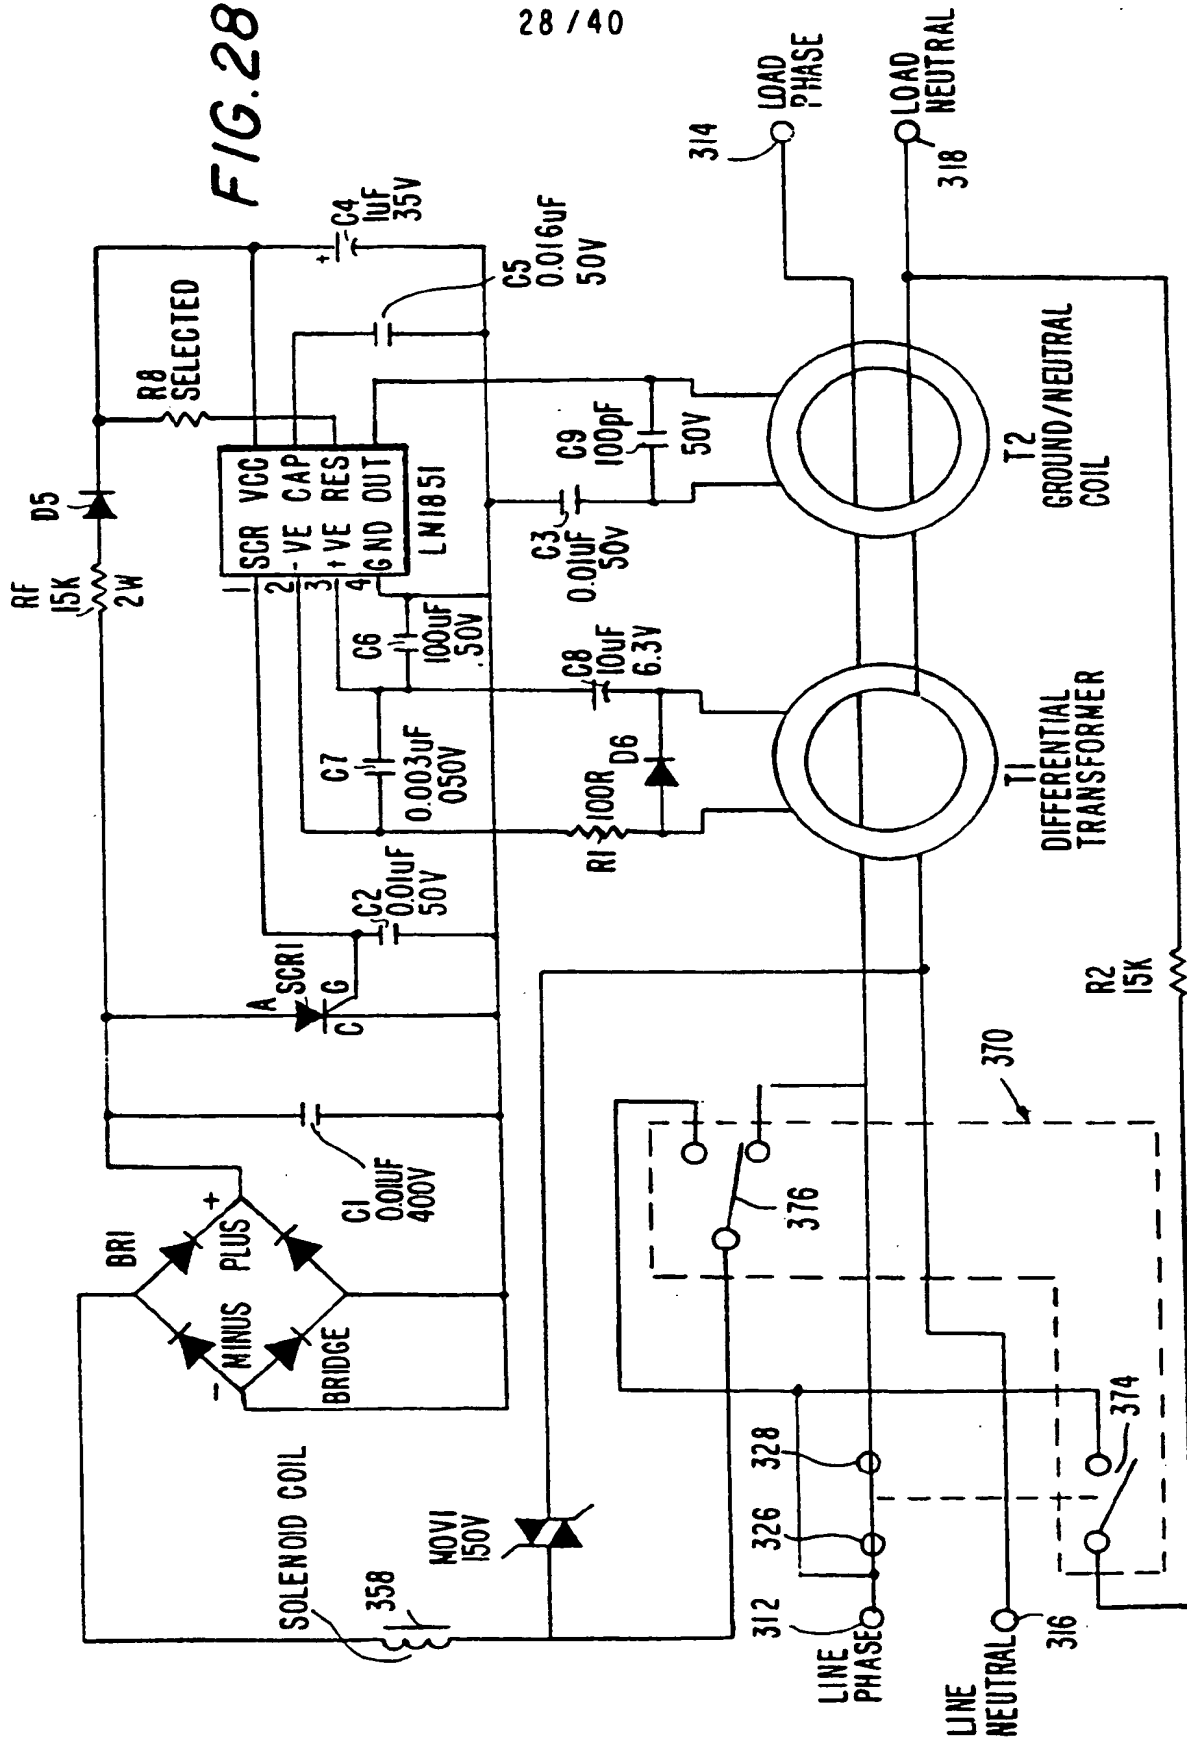 28/40
FIG.28
RF
15K
2W
D5
R8
SELECTED
C4
1uF
35V
+
C5
0.016uF
50V
1 SCR VCC
2 -VE CAP
3 +VE RES
4 GND OUT
LM1851
C6
100uF
.50V
C7
0.003uF
050V
C8
10uF
6.3V
D6
R1 100R
C3
0.01UF
50V
C9
100pF
50V
C2
0.01uF
50V
A
SCR1
C G
C1
0.01UF
400V
BR1
+
PLUS
MINUS
-
BRIDGE
SOLENOID COIL
358
MOV1
150V
314
LOAD
PHASE
LOAD
NEUTRAL
318
T2
GROUND/NEUTRAL
COIL
T1
DIFFERENTIAL
TRANSFORMER
R2
15K
370
376
374
328
326
312
LINE
PHASE
LINE
NEUTRAL
316